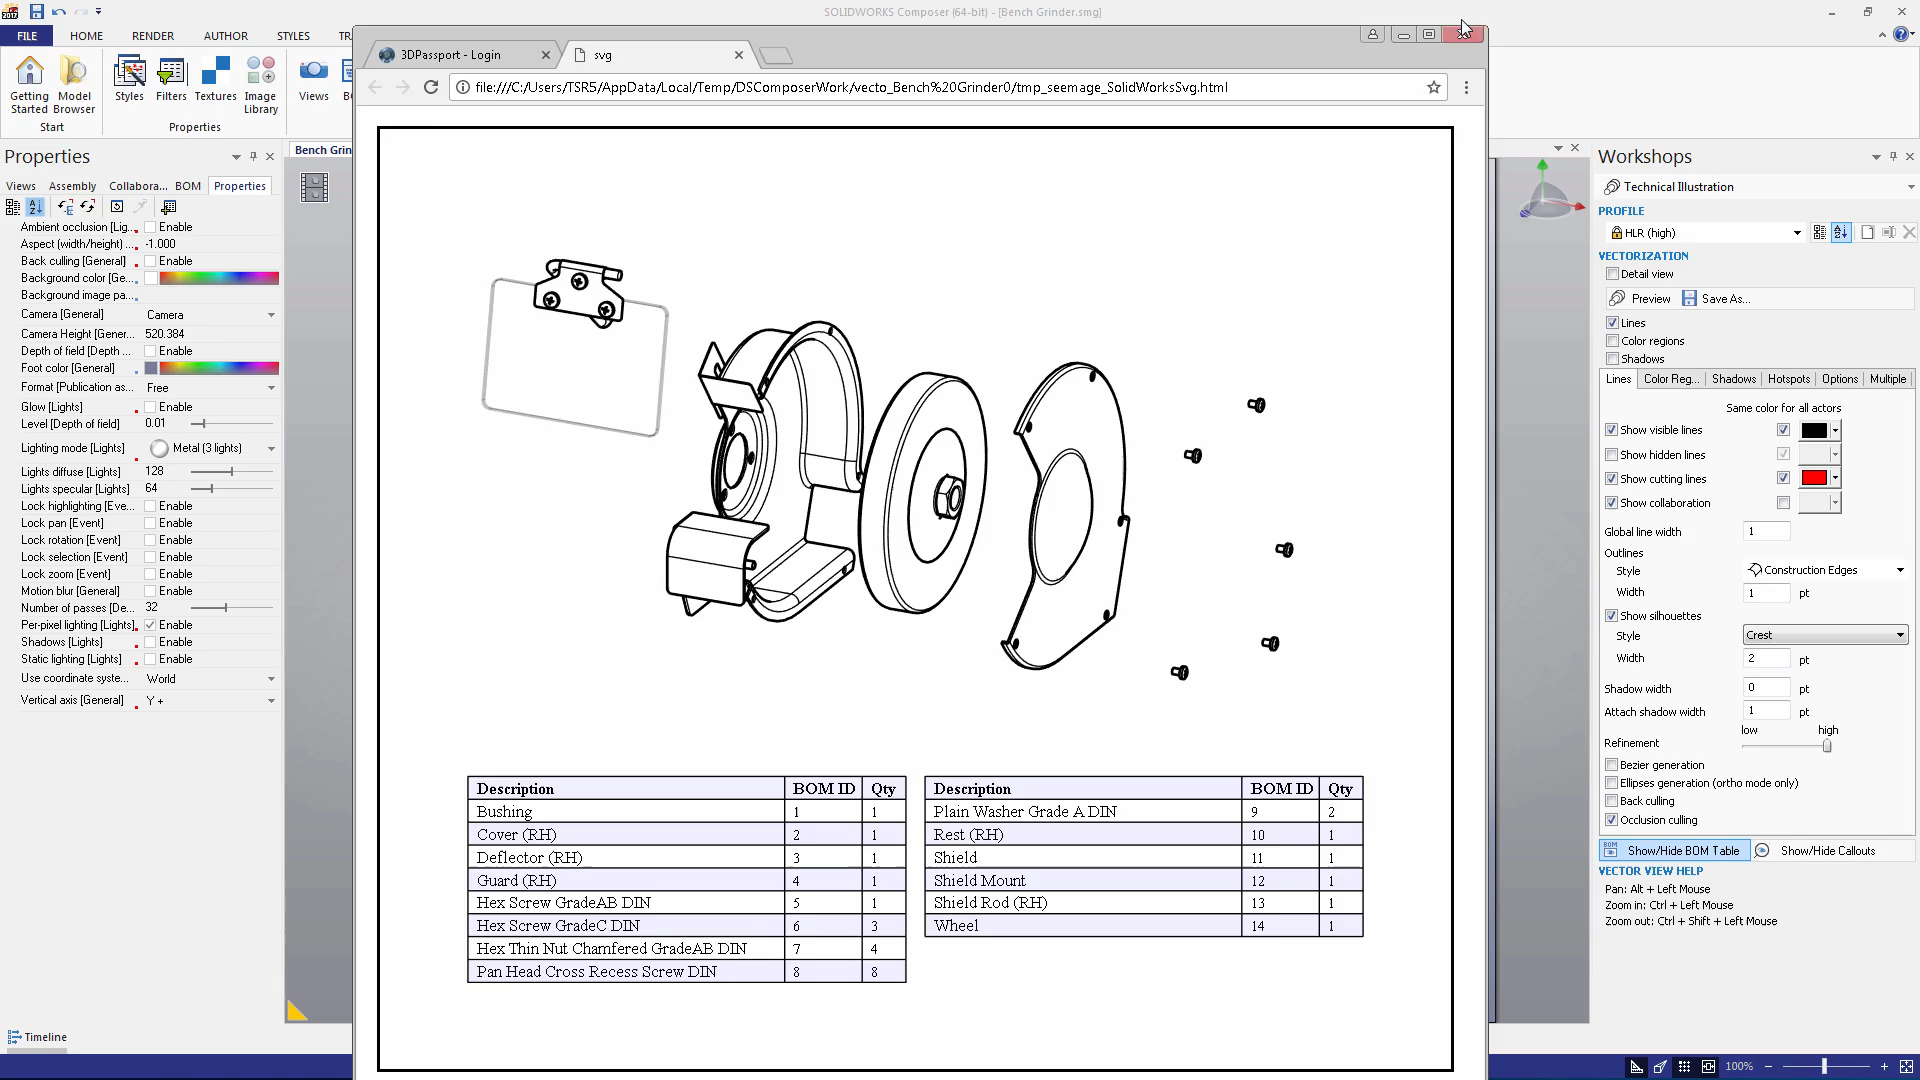 SOLIDWORKS Composer (64-bit) - [Bench Grinder.smg]
FILE HOME RENDER AUTHOR STYLES
3DPassport - Login
svg
file:///C:/Users/TSR5/AppData/Local/Temp/DSComposerWork/vecto_Bench%20Grinder0/tmp_seemage_SolidWorksSvg.html
Getting Started
Model Browser
Styles
Filters
Textures
Image Library
Views
Start
Properties
Properties
Views Assembly Collabora... BOM Properties
Ambient occlusion [Lig... Enable
Aspect (width/height) ... -1.000
Back culling [General] Enable
Background color [Ge...
Background image pa...
Camera [General] Camera
Camera Height [Gener... 520.384
Depth of field [Depth ... Enable
Foot color [General]
Format [Publication as... Free
Glow [Lights] Enable
Level [Depth of field] 0.01
Lighting mode [Lights] Metal (3 lights)
Lights diffuse [Lights] 128
Lights specular [Lights] 64
Lock highlighting [Eve... Enable
Lock pan [Event] Enable
Lock rotation [Event] Enable
Lock selection [Event] Enable
Lock zoom [Event] Enable
Motion blur [General] Enable
Number of passes [De... 32
Per-pixel lighting [Lights] Enable
Shadows [Lights] Enable
Static lighting [Lights] Enable
Use coordinate syste... World
Vertical axis [General] Y +
Timeline
Bench Grin
Description BOM ID Qty
Bushing 1 1
Cover (RH) 2 1
Deflector (RH) 3 1
Guard (RH) 4 1
Hex Screw GradeAB DIN 5 1
Hex Screw GradeC DIN 6 3
Hex Thin Nut Chamfered GradeAB DIN 7 4
Pan Head Cross Recess Screw DIN 8 8
Description BOM ID Qty
Plain Washer Grade A DIN 9 2
Rest (RH) 10 1
Shield 11 1
Shield Mount 12 1
Shield Rod (RH) 13 1
Wheel 14 1
Workshops
Technical Illustration
PROFILE
HLR (high)
VECTORIZATION
Detail view
Preview Save As...
Lines
Color regions
Shadows
Lines Color Reg... Shadows Hotspots Options Multiple
Same color for all actors
Show visible lines
Show hidden lines
Show cutting lines
Show collaboration
Global line width 1
Outlines
Style Construction Edges
Width 1 pt
Show silhouettes
Style Crest
Width 2 pt
Shadow width 0 pt
Attach shadow width 1 pt
low high
Refinement
Bezier generation
Ellipses generation (ortho mode only)
Back culling
Occlusion culling
BOM Show/Hide BOM Table Show/Hide Callouts
VECTOR VIEW HELP
Pan: Alt + Left Mouse
Zoom in: Ctrl + Left Mouse
Zoom out: Ctrl + Shift + Left Mouse
100%